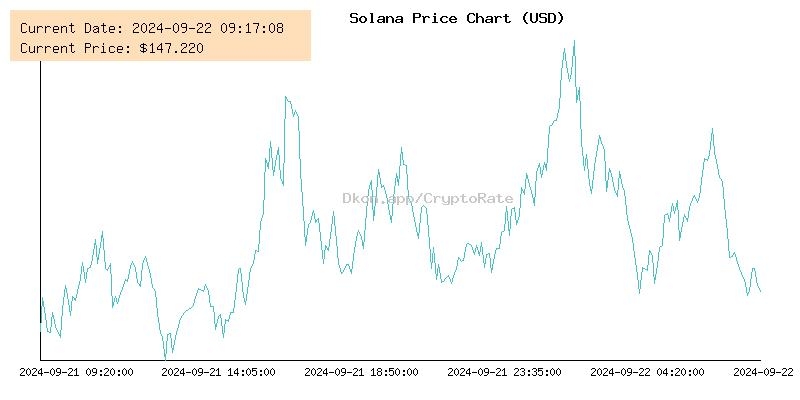 Solana Price Chart (USD)
Current Date: 2024-09-22 09:17:08
Current Price: $147.220
Dkcn.app/CryptoRate
2024-09-21 09:20:00
2024-09-21 14:05:00
2024-09-21 18:50:00
2024-09-21 23:35:00
2024-09-22 04:20:00
2024-09-22